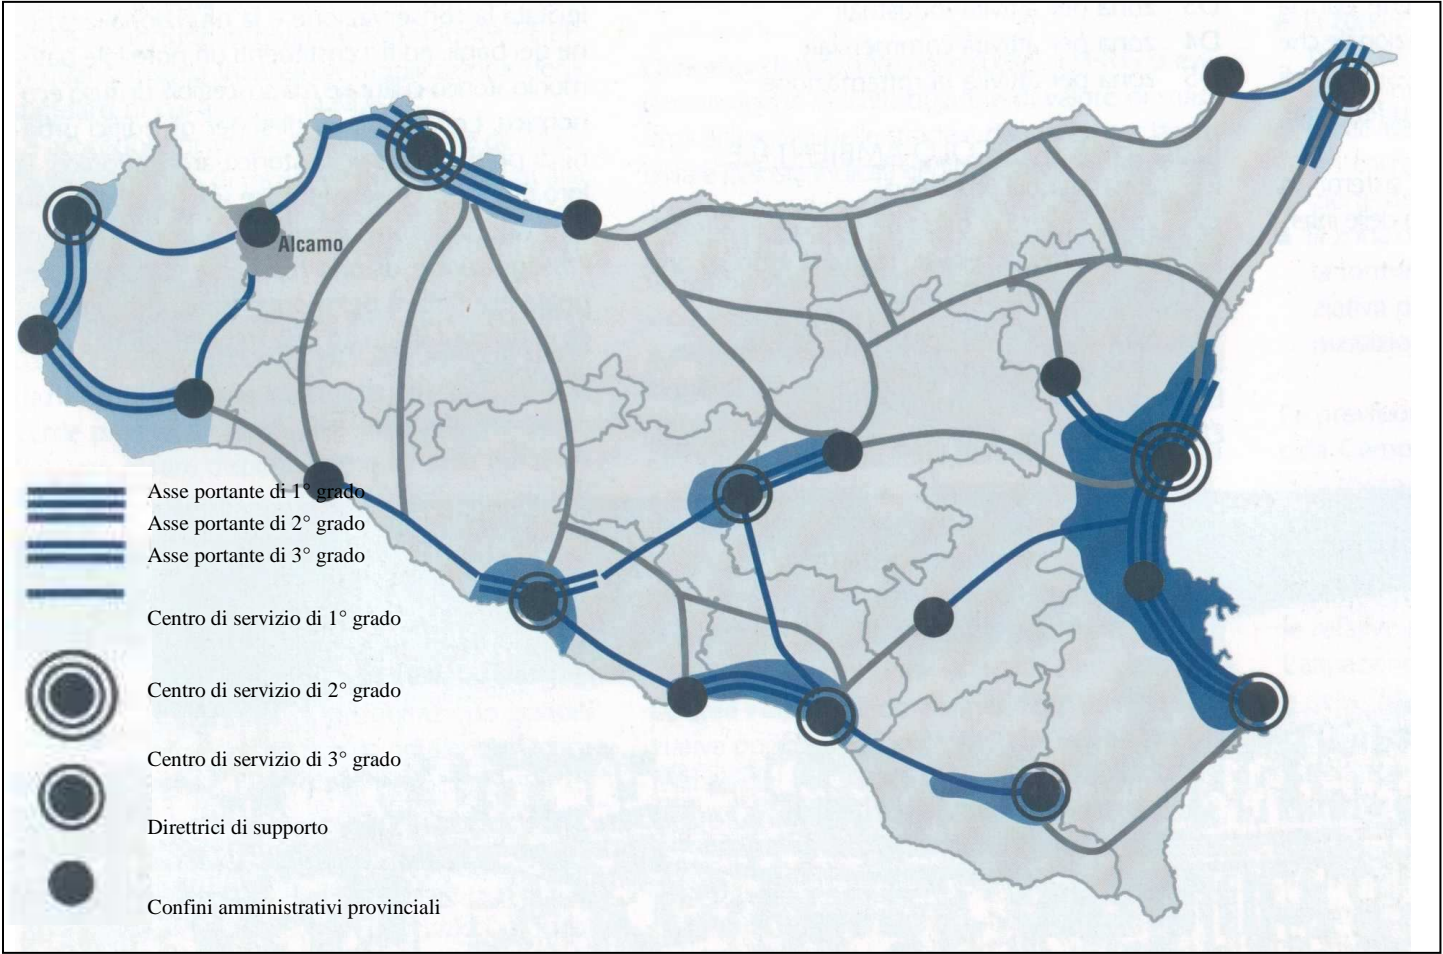 Alcamo
Asse portante di 1° grado
Asse portante di 2° grado
Asse portante di 3° grado
Centro di servizio di 1° grado
Centro di servizio di 2° grado
Centro di servizio di 3° grado
Direttrici di supporto
Confini amministrativi provinciali